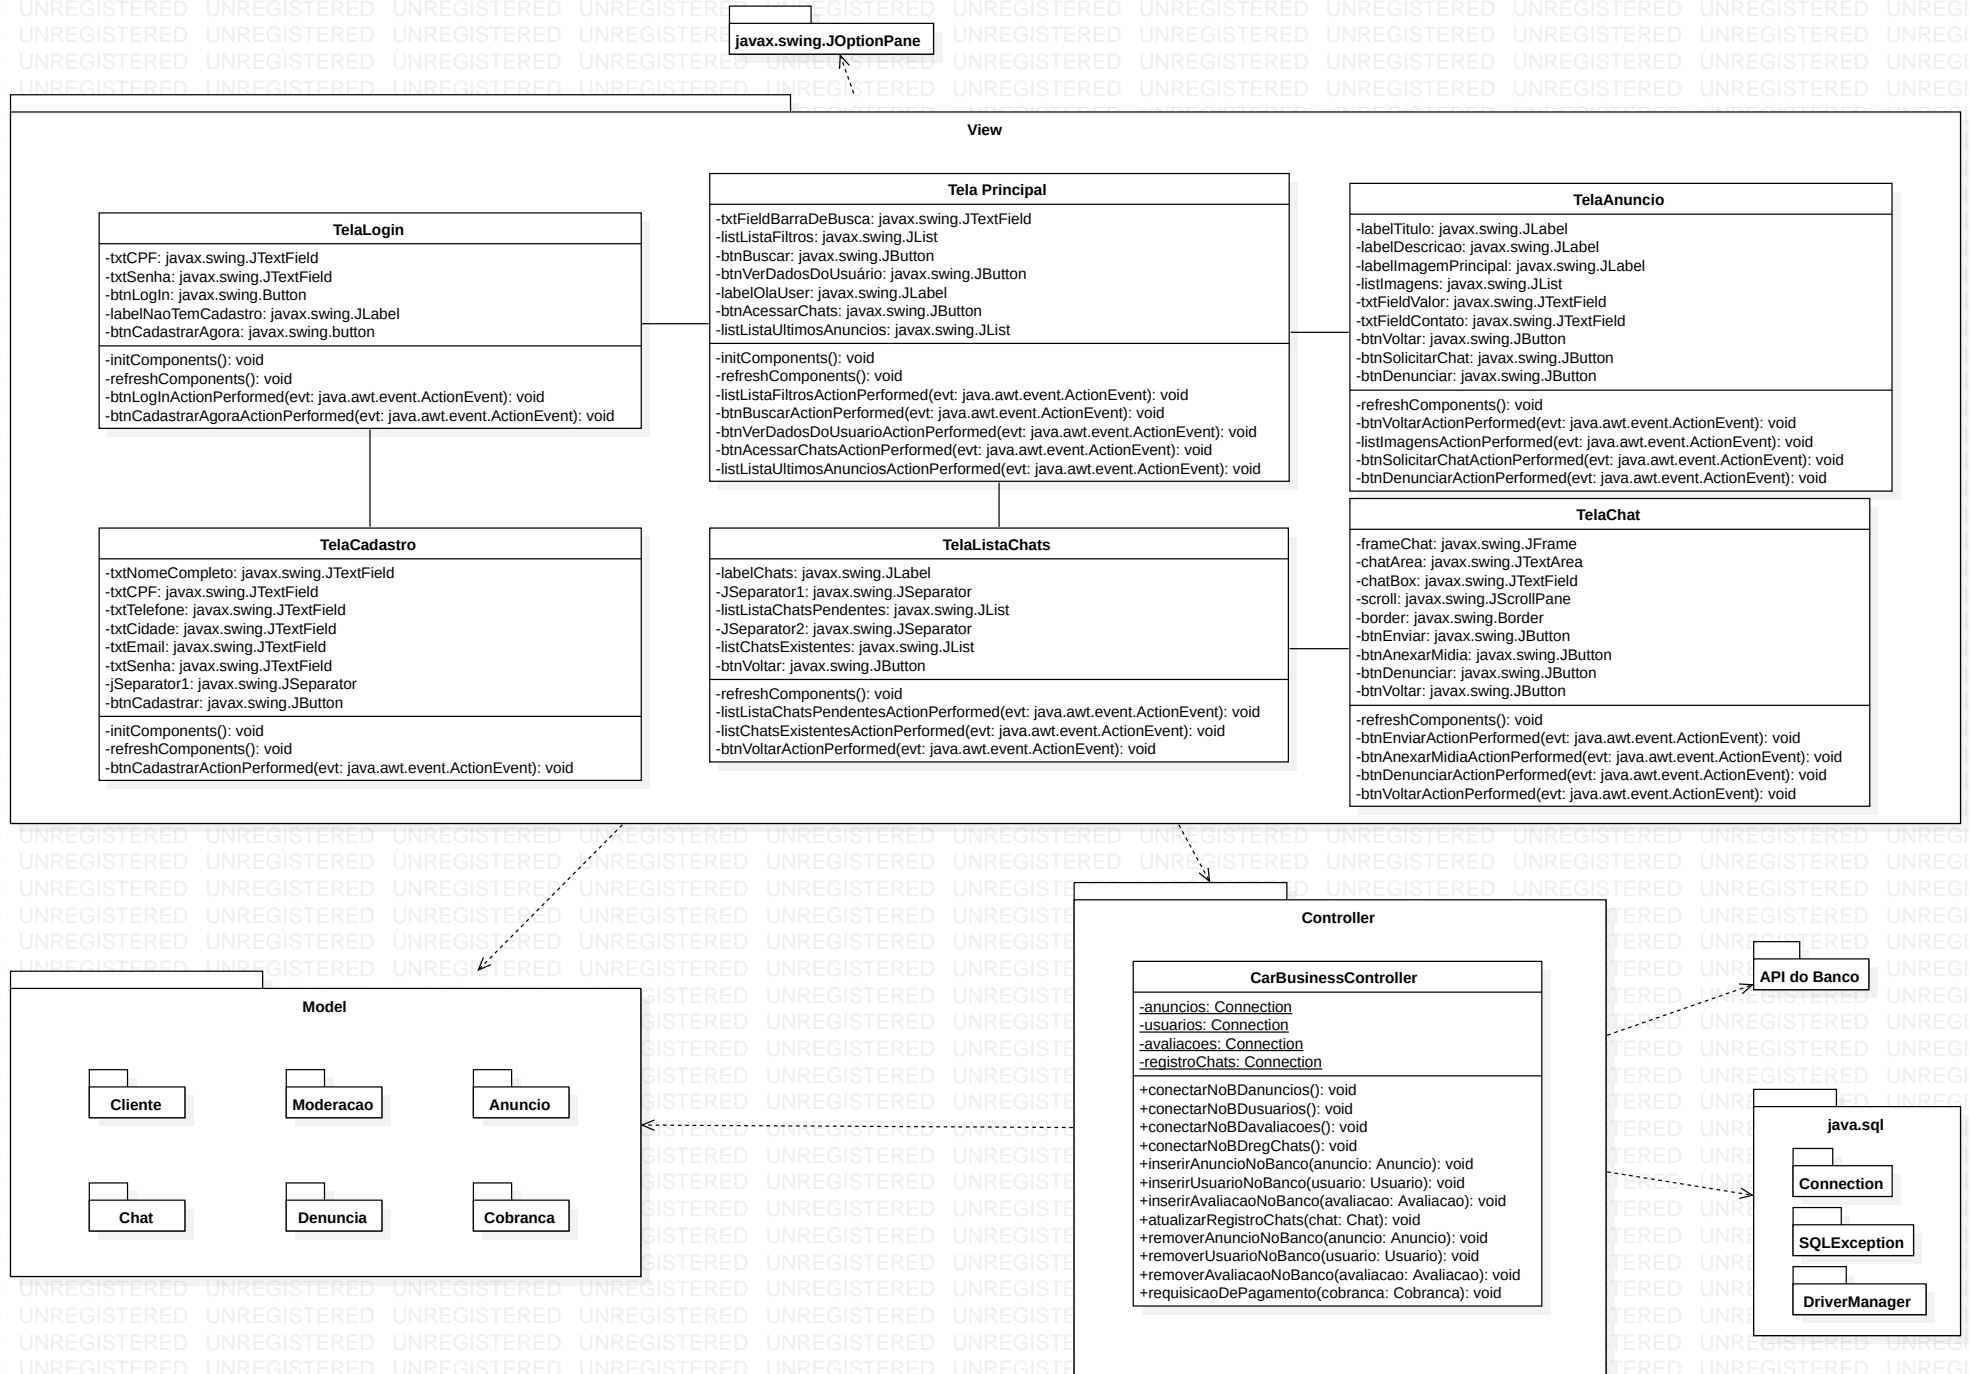 javax.swing.JOptionPane
View
TelaLogin
-txtCPF: javax.swing.JTextField
-txtSenha: javax.swing.JTextField
-btnLogIn: javax.swing.Button
-labelNaoTemCadastro: javax.swing.JLabel
-btnCadastrarAgora: javax.swing.button
-initComponents(): void
-refreshComponents(): void
-btnLogInActionPerformed(evt: java.awt.event.ActionEvent): void
-btnCadastrarAgoraActionPerformed(evt: java.awt.event.ActionEvent): void
Tela Principal
-txtFieldBarraDeBusca: javax.swing.JTextField
-listListaFiltros: javax.swing.JList
-btnBuscar: javax.swing.JButton
-btnVerDadosDoUsuário: javax.swing.JButton
-labelOlaUser: javax.swing.JLabel
-btnAcessarChats: javax.swing.JButton
-listListaUltimosAnuncios: javax.swing.JList
-initComponents(): void
-refreshComponents(): void
-listListaFiltrosActionPerformed(evt: java.awt.event.ActionEvent): void
-btnBuscarActionPerformed(evt: java.awt.event.ActionEvent): void
-btnVerDadosDoUsuarioActionPerformed(evt: java.awt.event.ActionEvent): void
-btnAcessarChatsActionPerformed(evt: java.awt.event.ActionEvent): void
-listListaUltimosAnunciosActionPerformed(evt: java.awt.event.ActionEvent): void
TelaAnuncio
-labelTitulo: javax.swing.JLabel
-labelDescricao: javax.swing.JLabel
-labelImagemPrincipal: javax.swing.JLabel
-listImagens: javax.swing.JList
-txtFieldValor: javax.swing.JTextField
-txtFieldContato: javax.swing.JTextField
-btnVoltar: javax.swing.JButton
-btnSolicitarChat: javax.swing.JButton
-btnDenunciar: javax.swing.JButton
-refreshComponents(): void
-btnVoltarActionPerformed(evt: java.awt.event.ActionEvent): void
-listImagensActionPerformed(evt: java.awt.event.ActionEvent): void
-btnSolicitarChatActionPerformed(evt: java.awt.event.ActionEvent): void
-btnDenunciarActionPerformed(evt: java.awt.event.ActionEvent): void
TelaCadastro
-txtNomeCompleto: javax.swing.JTextField
-txtCPF: javax.swing.JTextField
-txtTelefone: javax.swing.JTextField
-txtCidade: javax.swing.JTextField
-txtEmail: javax.swing.JTextField
-txtSenha: javax.swing.JTextField
-jSeparator1: javax.swing.JSeparator
-btnCadastrar: javax.swing.JButton
-initComponents(): void
-refreshComponents(): void
-btnCadastrarActionPerformed(evt: java.awt.event.ActionEvent): void
TelaListaChats
-labelChats: javax.swing.JLabel
-JSeparator1: javax.swing.JSeparator
-listListaChatsPendentes: javax.swing.JList
-JSeparator2: javax.swing.JSeparator
-listChatsExistentes: javax.swing.JList
-btnVoltar: javax.swing.JButton
-refreshComponents(): void
-listListaChatsPendentesActionPerformed(evt: java.awt.event.ActionEvent): void
-listChatsExistentesActionPerformed(evt: java.awt.event.ActionEvent): void
-btnVoltarActionPerformed(evt: java.awt.event.ActionEvent): void
TelaChat
-frameChat: javax.swing.JFrame
-chatArea: javax.swing.JTextArea
-chatBox: javax.swing.JTextField
-scroll: javax.swing.JScrollPane
-border: javax.swing.Border
-btnEnviar: javax.swing.JButton
-btnAnexarMidia: javax.swing.JButton
-btnDenunciar: javax.swing.JButton
-btnVoltar: javax.swing.JButton
-refreshComponents(): void
-btnEnviarActionPerformed(evt: java.awt.event.ActionEvent): void
-btnAnexarMidiaActionPerformed(evt: java.awt.event.ActionEvent): void
-btnDenunciarActionPerformed(evt: java.awt.event.ActionEvent): void
-btnVoltarActionPerformed(evt: java.awt.event.ActionEvent): void
Model
Cliente
Moderacao
Anuncio
Chat
Denuncia
Cobranca
Controller
CarBusinessController
-anuncios: Connection
-usuarios: Connection
-avaliacoes: Connection
-registroChats: Connection
+conectarNoBDanuncios(): void
+conectarNoBDusuarios(): void
+conectarNoBDavaliacoes(): void
+conectarNoBDregChats(): void
+inserirAnuncioNoBanco(anuncio: Anuncio): void
+inserirUsuarioNoBanco(usuario: Usuario): void
+inserirAvaliacaoNoBanco(avaliacao: Avaliacao): void
+atualizarRegistroChats(chat: Chat): void
+removerAnuncioNoBanco(anuncio: Anuncio): void
+removerUsuarioNoBanco(usuario: Usuario): void
+removerAvaliacaoNoBanco(avaliacao: Avaliacao): void
+requisicaoDePagamento(cobranca: Cobranca): void
API do Banco
java.sql
Connection
SQLException
DriverManager